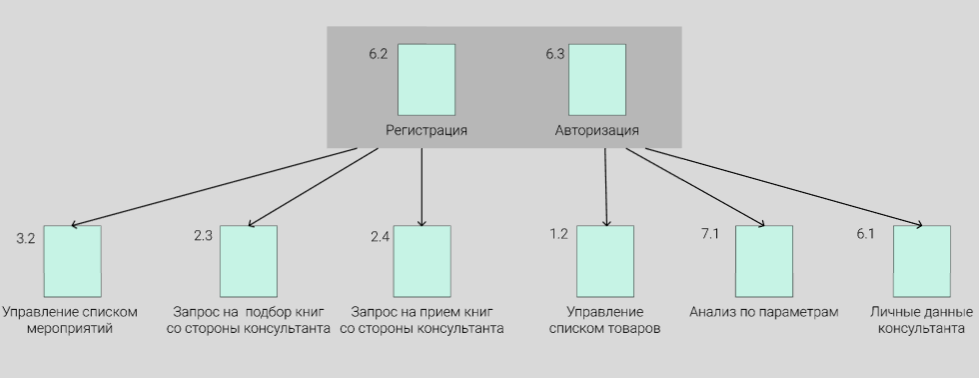 6.2
6.3
Регистрация
Авторизация
3.2
2.3
2.4
1.2
7.1
6.1
Управление списком
мероприятий
Запрос на подбор книг
со стороны консультанта
Запрос на прием книг
со стороны консультанта
Управление
списком товаров
Анализ по параметрам
Личные данные
консультанта